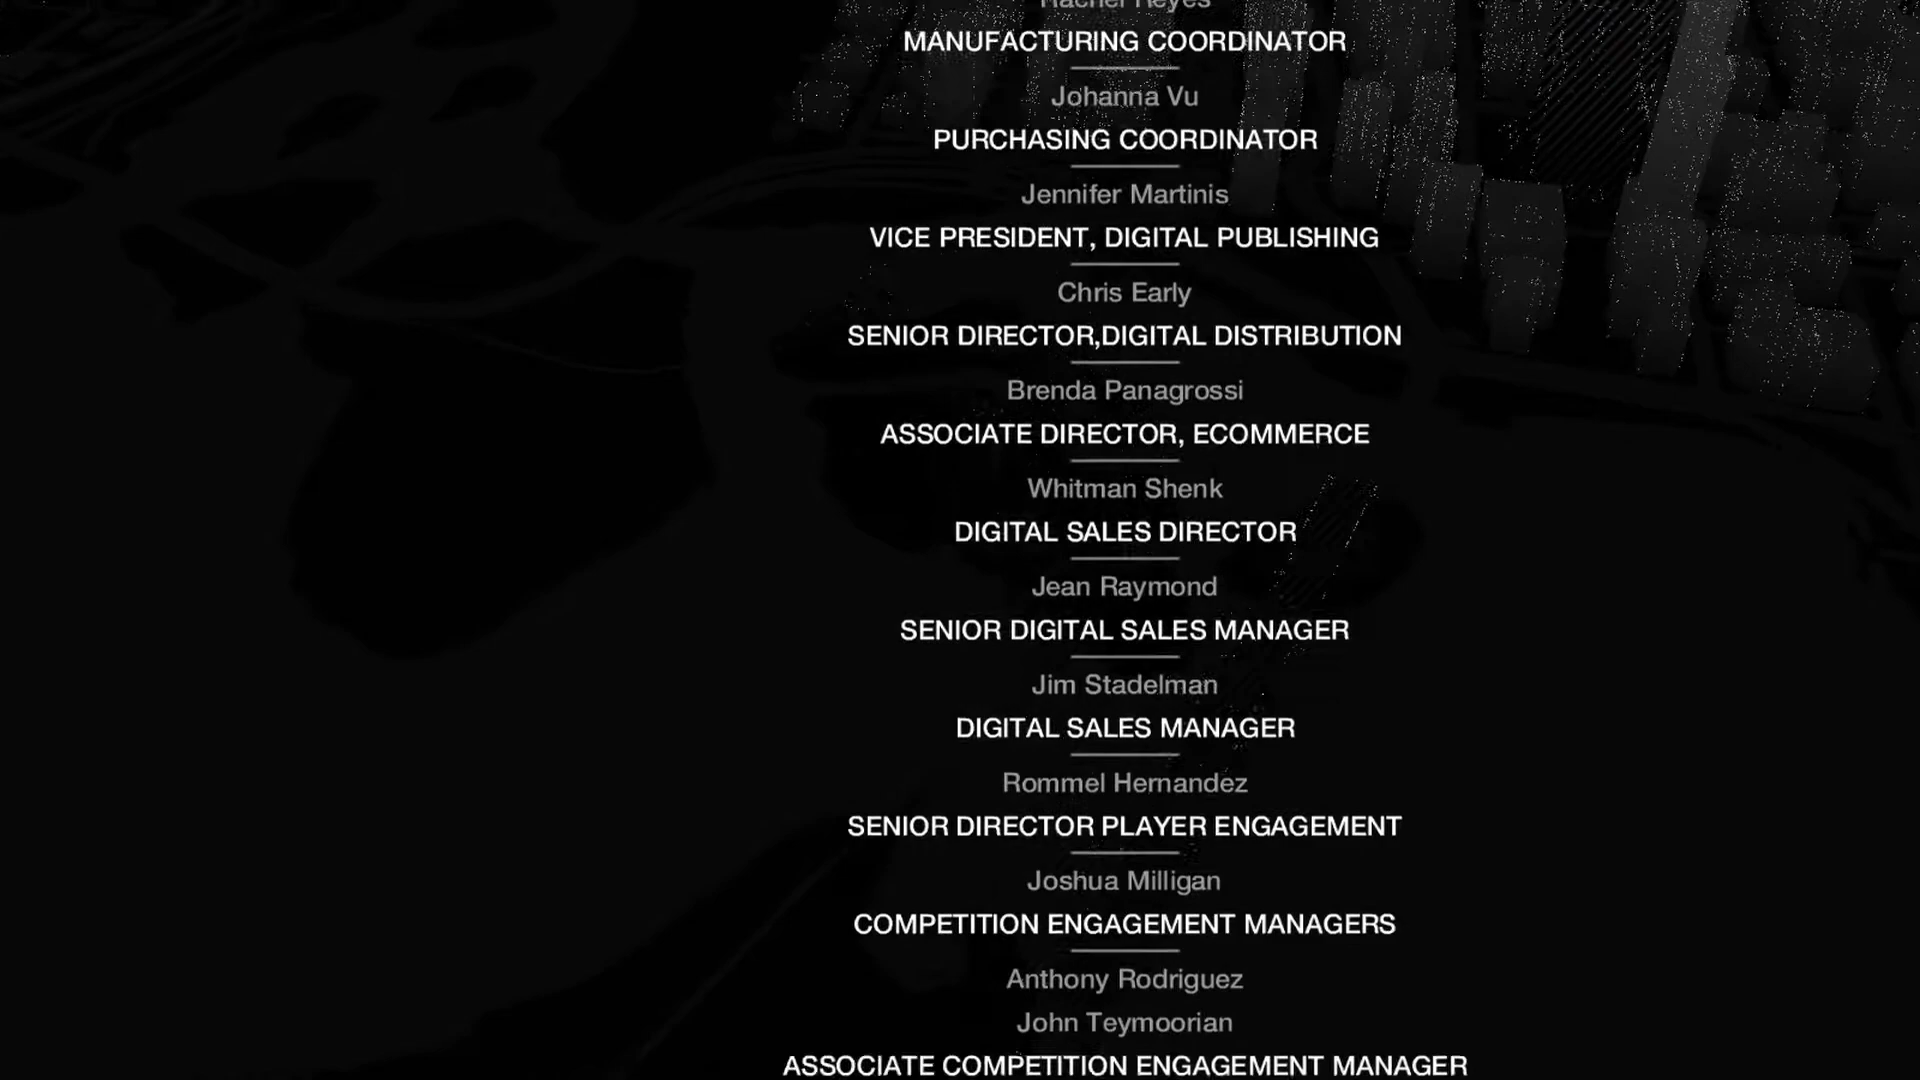 Rachel Reyes
MANUFACTURING COORDINATOR
Johanna Vu
PURCHASING COORDINATOR
Jennifer Martinis
VICE PRESIDENT, DIGITAL PUBLISHING
Chris Early
SENIOR DIRECTOR,DIGITAL DISTRIBUTION
Brenda Panagrossi
ASSOCIATE DIRECTOR, ECOMMERCE
Whitman Shenk
DIGITAL SALES DIRECTOR
Jean Raymond
SENIOR DIGITAL SALES MANAGER
Jim Stadelman
DIGITAL SALES MANAGER
Rommel Hernandez
SENIOR DIRECTOR PLAYER ENGAGEMENT
Joshua Milligan
COMPETITION ENGAGEMENT MANAGERS
Anthony Rodriguez
John Teymoorian
ASSOCIATE COMPETITION ENGAGEMENT MANAGER